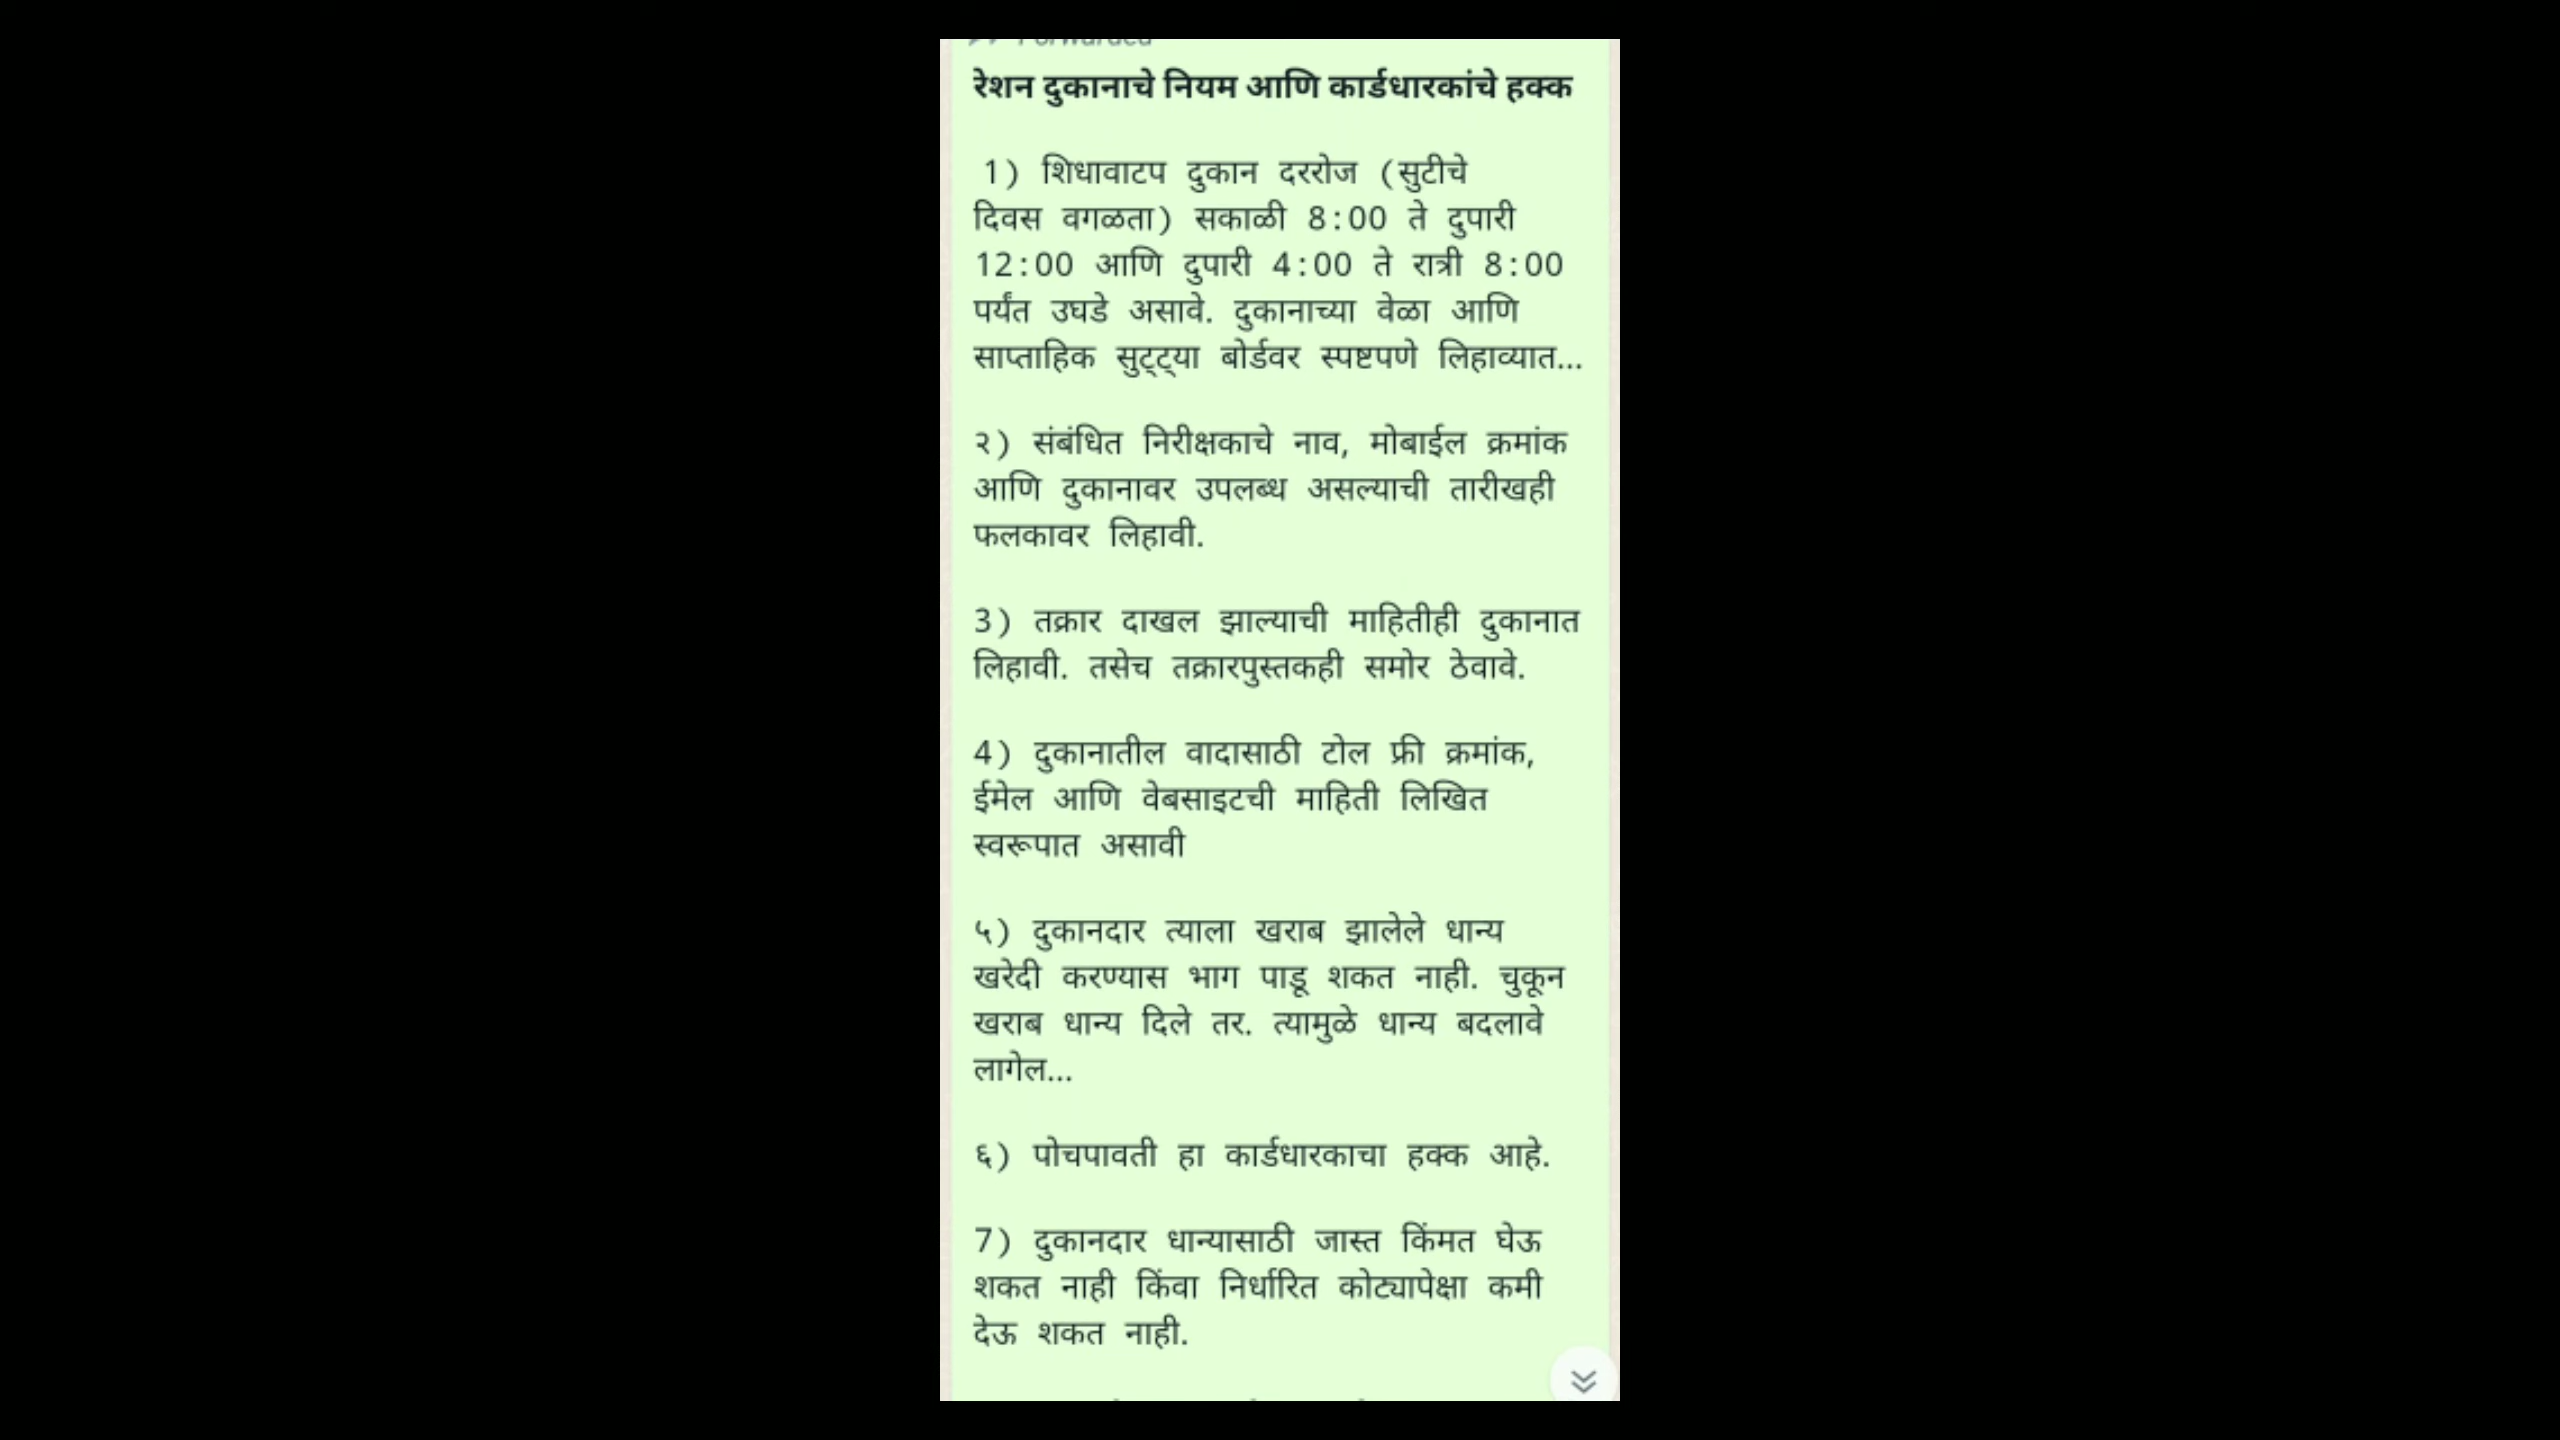 Forwarded
रेशन दुकानाचे नियम आणि कार्डधारकांचे हक्क
1) शिधावाटप दुकान दररोज (सुटीचे
दिवस वगळता) सकाळी 8:00 ते दुपारी
12:00 आणि दुपारी 4:00 ते रात्री 8:00
पर्यंत उघडे असावे. दुकानाच्या वेळा आणि
साप्ताहिक सुट्ट्या बोर्डवर स्पष्टपणे लिहाव्यात...
२) संबंधित निरीक्षकाचे नाव, मोबाईल क्रमांक
आणि दुकानावर उपलब्ध असल्याची तारीखही
फलकावर लिहावी.
3) तक्रार दाखल झाल्याची माहितीही दुकानात
लिहावी. तसेच तक्रारपुस्तकही समोर ठेवावे.
4) दुकानातील वादासाठी टोल फ्री क्रमांक,
ईमेल आणि वेबसाइटची माहिती लिखित
स्वरूपात असावी
५) दुकानदार त्याला खराब झालेले धान्य
खरेदी करण्यास भाग पाडू शकत नाही. चुकून
खराब धान्य दिले तर. त्यामुळे धान्य बदलावे
लागेल...
६) पोचपावती हा कार्डधारकाचा हक्क आहे.
7) दुकानदार धान्यासाठी जास्त किंमत घेऊ
शकत नाही किंवा निर्धारित कोट्यापेक्षा कमी
देऊ शकत नाही.